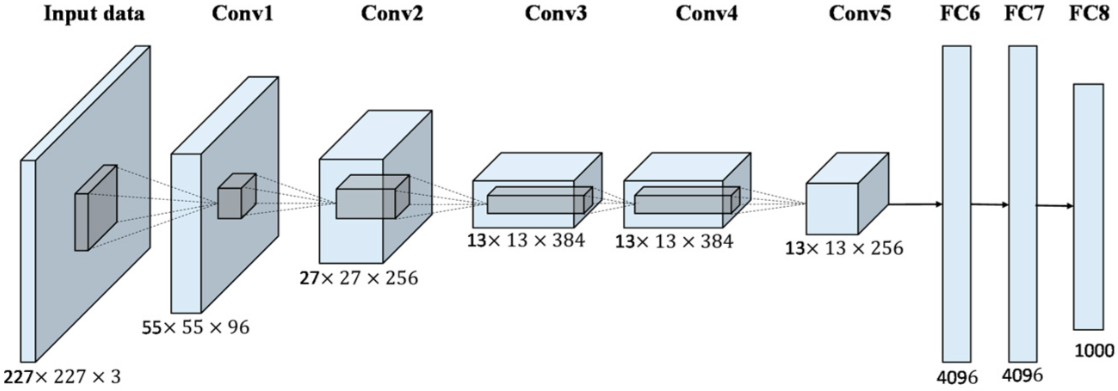 Input data Conv1 Conv2 Conv3 Conv4 Conv5 FC6 FC7 FC8
13× 13 × 384 13× 13 × 384 13× 13 × 256
27× 27 × 256
55× 55 × 96
1000
227× 227 × 3 4096 4096